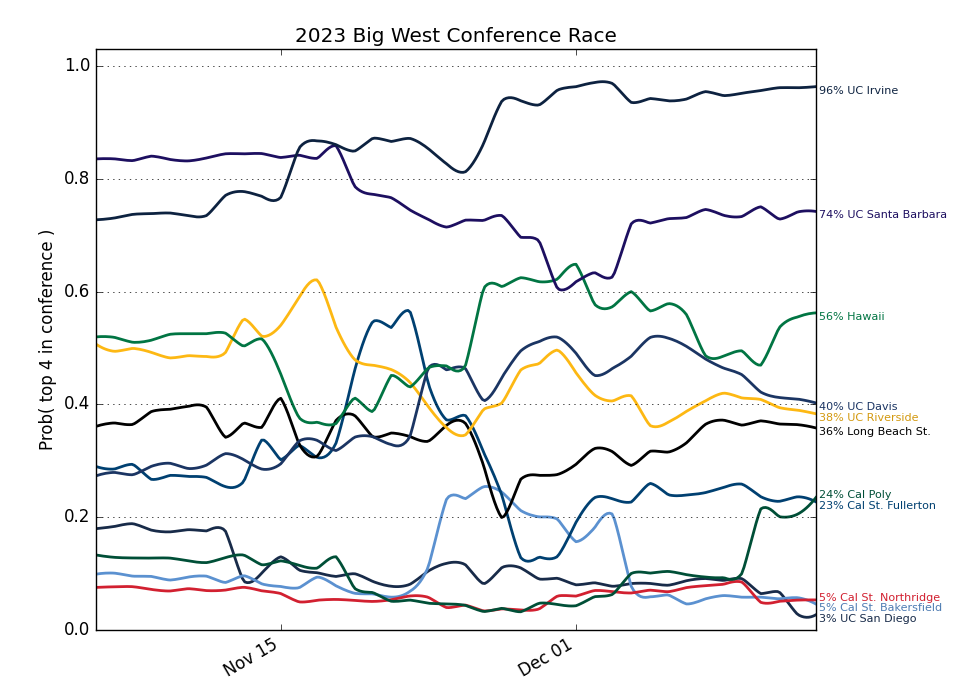 2023 Big West Conference Race
Prob( top 4 in conference )
1.0
0.8
0.6
0.4
0.2
0.0
Nov 15
Dec 01
96% UC Irvine
74% UC Santa Barbara
56% Hawaii
40% UC Davis
38% UC Riverside
36% Long Beach St.
24% Cal Poly
23% Cal St. Fullerton
5% Cal St. Northridge
5% Cal St. Bakersfield
3% UC San Diego